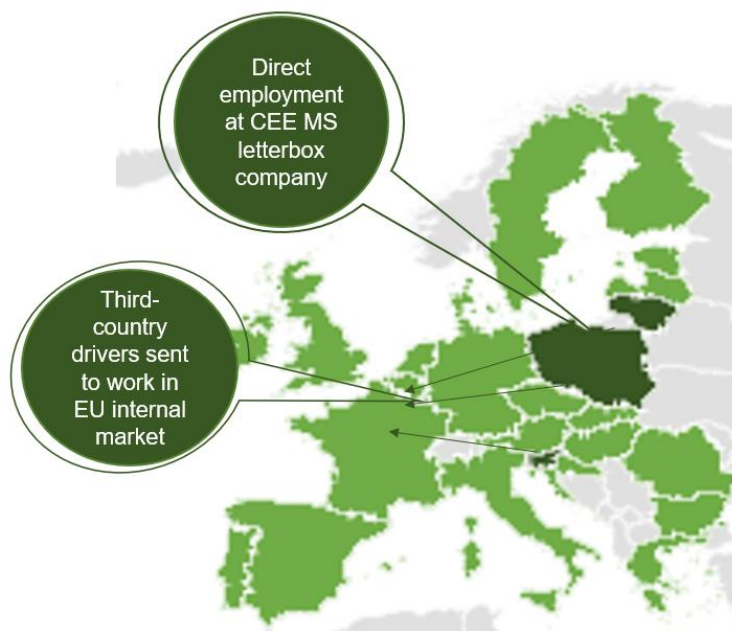 Direct
employment
at CEE MS
letterbox
company
Third-
country
drivers sent
to work in
EU internal
market